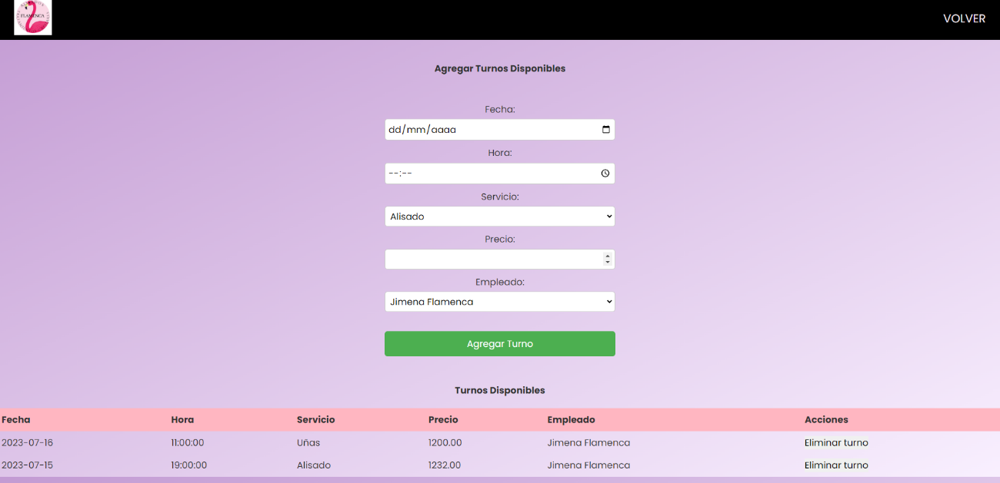 FLAMENCA
VOLVER
Agregar Turnos Disponibles
Fecha:
dd/mm/aaaa
Hora:
--:--
Servicio:
Alisado
Precio:
Empleado:
Jimena Flamenca
Agregar Turno
Turnos Disponibles
Fecha Hora Servicio Precio Empleado Acciones
2023-07-16 11:00:00 Uñas 1200.00 Jimena Flamenca Eliminar turno
2023-07-15 19:00:00 Alisado 1232.00 Jimena Flamenca Eliminar turno